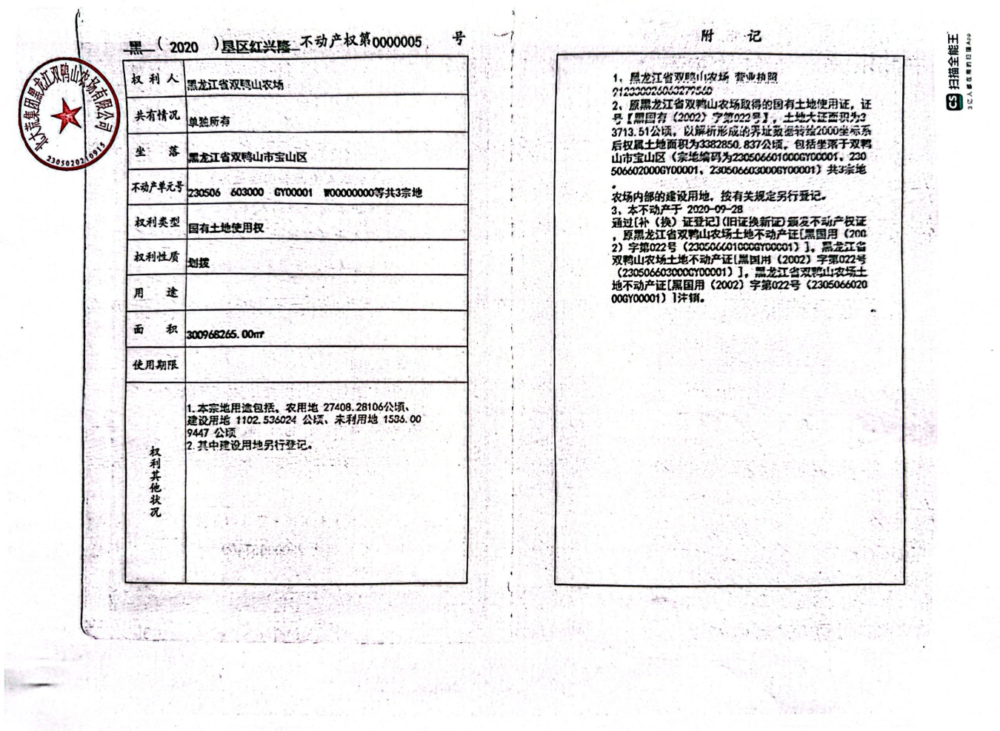 黑 ( 2020 ) 垦区红兴隆 不动产权第0000005 号
北大荒集团黑龙江双鸭山农场有限公司
2305020210915
权利人 黑龙江省双鸭山农场
共有情况 单独所有
坐落 黑龙江省双鸭山市宝山区
不动产单元号 230506 603000 GY00001 W00000000等共3宗地
权利类型 国有土地使用权
权利性质 划拨
用途
面积 300968265.00㎡
使用期限
权利其他状况
1.本宗地用途包括，农用地 27408.28106公顷、
建设用地 1102.536024 公顷、未利用地 1536.00
9447 公顷
2.其中建设用地另行登记。
附 记
1、黑龙江省双鸭山农场 营业执照
2、原黑龙江省双鸭山农场取得的国有土地使用证，证
号【黑国有（2002）字第022号】，土地大证面积为3
3713.51公顷，以解析形成的界址数据转绘2000坐标系
后权属土地面积为3382850.837公顷，包括坐落于双鸭
山市宝山区（宗地编码为230506601000GY00001，230
506602000GY00001，230506603000GY00001）共3宗地
。
农场内部的建设用地，按有关规定另行登记。
3、本不动产于 2020-09-28
通过[补（换）证登记](旧证换新证)颁发不动产权证
，原黑龙江省双鸭山农场土地不动产证[黑国用（200
2）字第022号（230506601000GY00001）]，黑龙江省
双鸭山农场土地不动产证[黑国用（2002）字第022号
（230506603000GY00001）]，黑龙江省双鸭山农场土
地不动产证[黑国用（2002）字第022号（2305066020
00GY00001）]注销。
CS 扫描全能王
3亿人都在用的扫描App